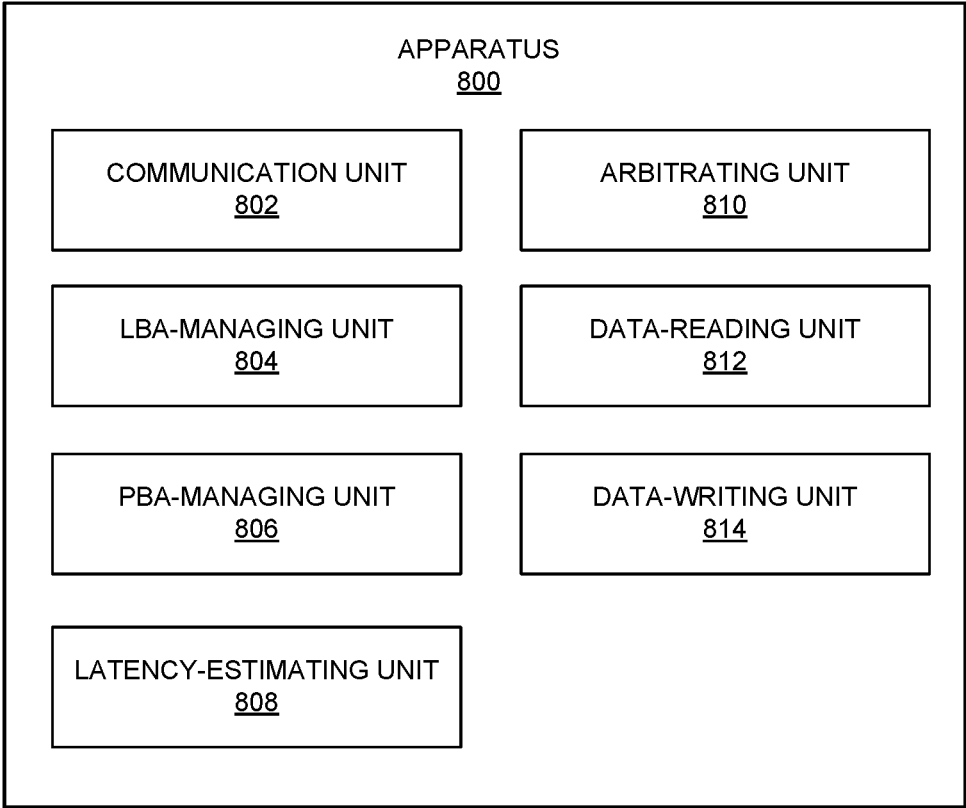 APPARATUS
800
COMMUNICATION UNIT
802
LBA-MANAGING UNIT
804
PBA-MANAGING UNIT
806
LATENCY-ESTIMATING UNIT
808
ARBITRATING UNIT
810
DATA-READING UNIT
812
DATA-WRITING UNIT
814